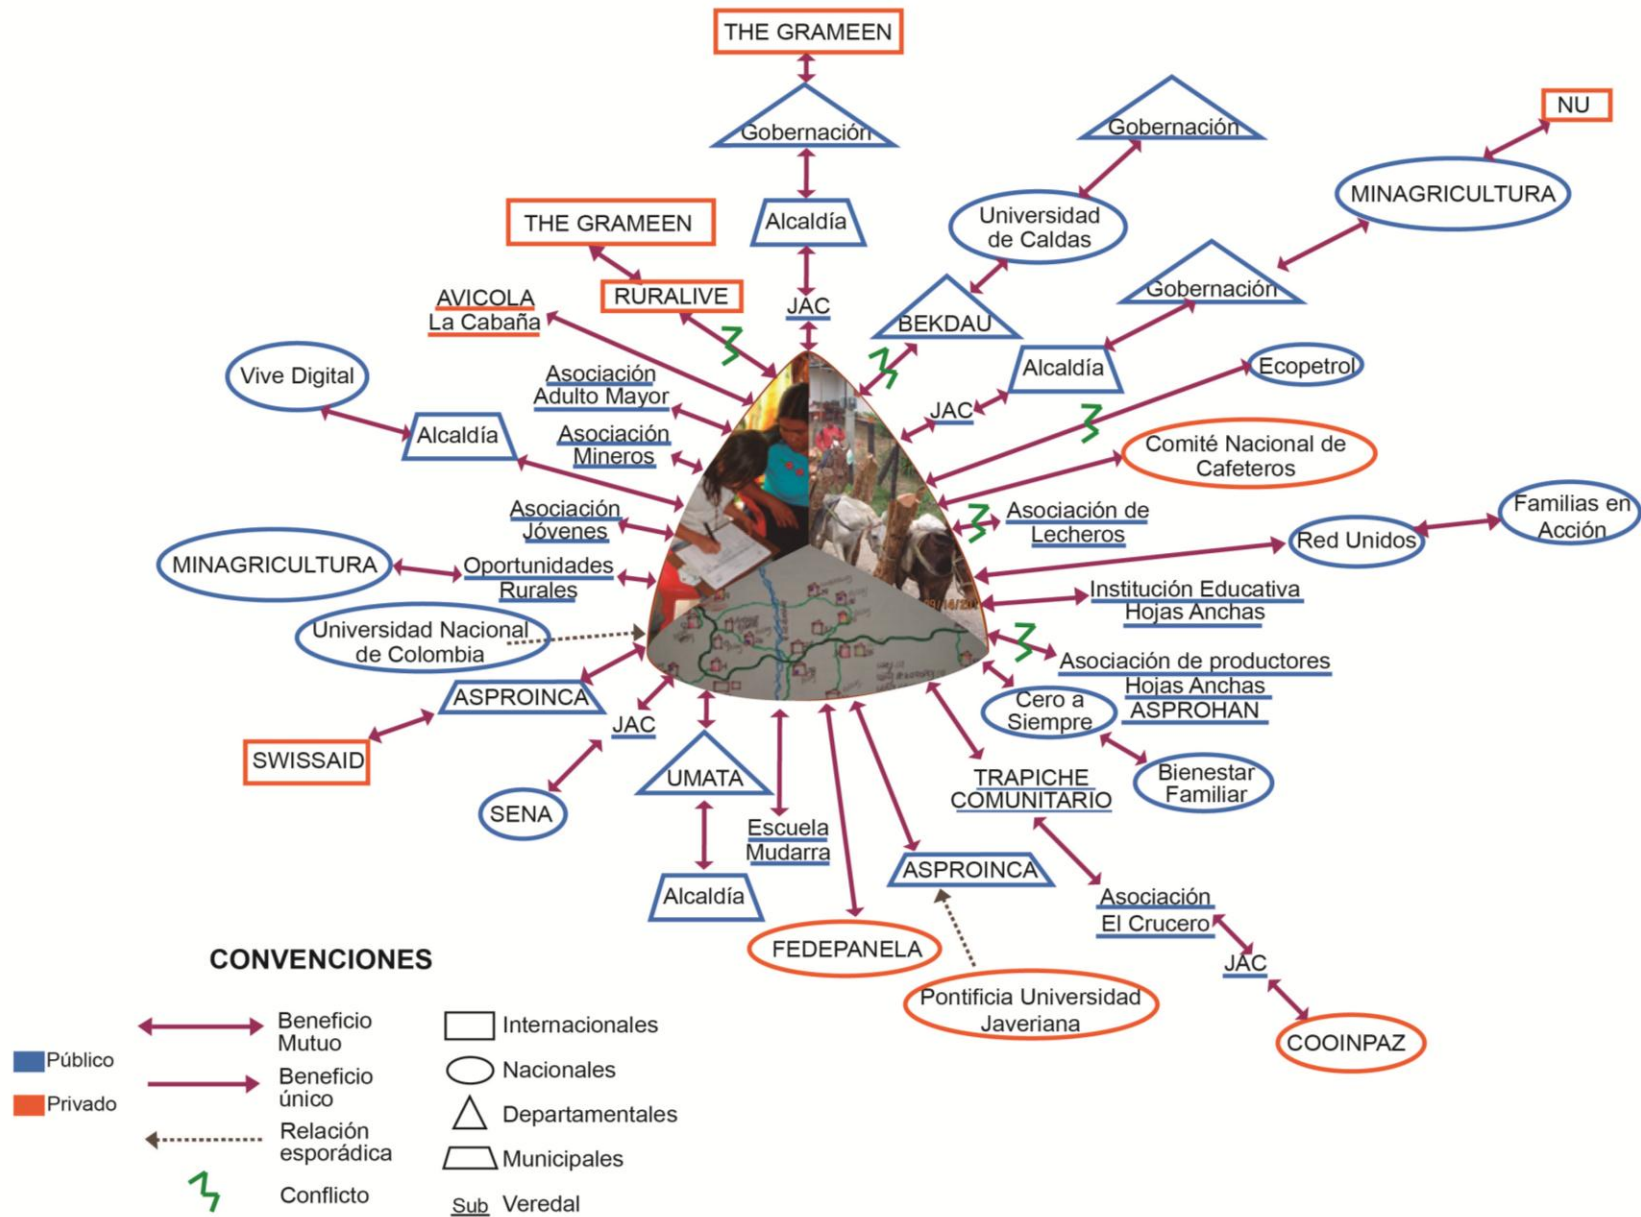 THE GRAMEEN
Gobernación
Gobernación
NU
MINAGRICULTURA
THE GRAMEEN
Alcaldía
Universidad
de Caldas
Gobernación
AVICOLA
La Cabaña
RURALIVE
JAC
BEKDAU
Vive Digital
Asociación
Adulto Mayor
Alcaldía
Ecopetrol
JAC
Alcaldía
Asociación
Mineros
Comité Nacional de
Cafeteros
Asociación
Jóvenes
Asociación de
Lecheros
Familias en
Acción
Red Unidos
MINAGRICULTURA
Oportunidades
Rurales
Institución Educativa
Hojas Anchas
Universidad Nacional
de Colombia
Asociación de productores
Hojas Anchas
ASPROHAN
ASPROINCA
Cero a
Siempre
JAC
SWISSAID
UMATA
TRAPICHE
COMUNITARIO
Bienestar
Familiar
SENA
Escuela
Mudarra
ASPROINCA
Alcaldía
Asociación
El Crucero
FEDEPANELA
JAC
Pontificia Universidad
Javeriana
COOINPAZ
CONVENCIONES
Público
Privado
Beneficio
Mutuo
Beneficio
único
Relación
esporádica
Conflicto
Internacionales
Nacionales
Departamentales
Municipales
Sub Veredal